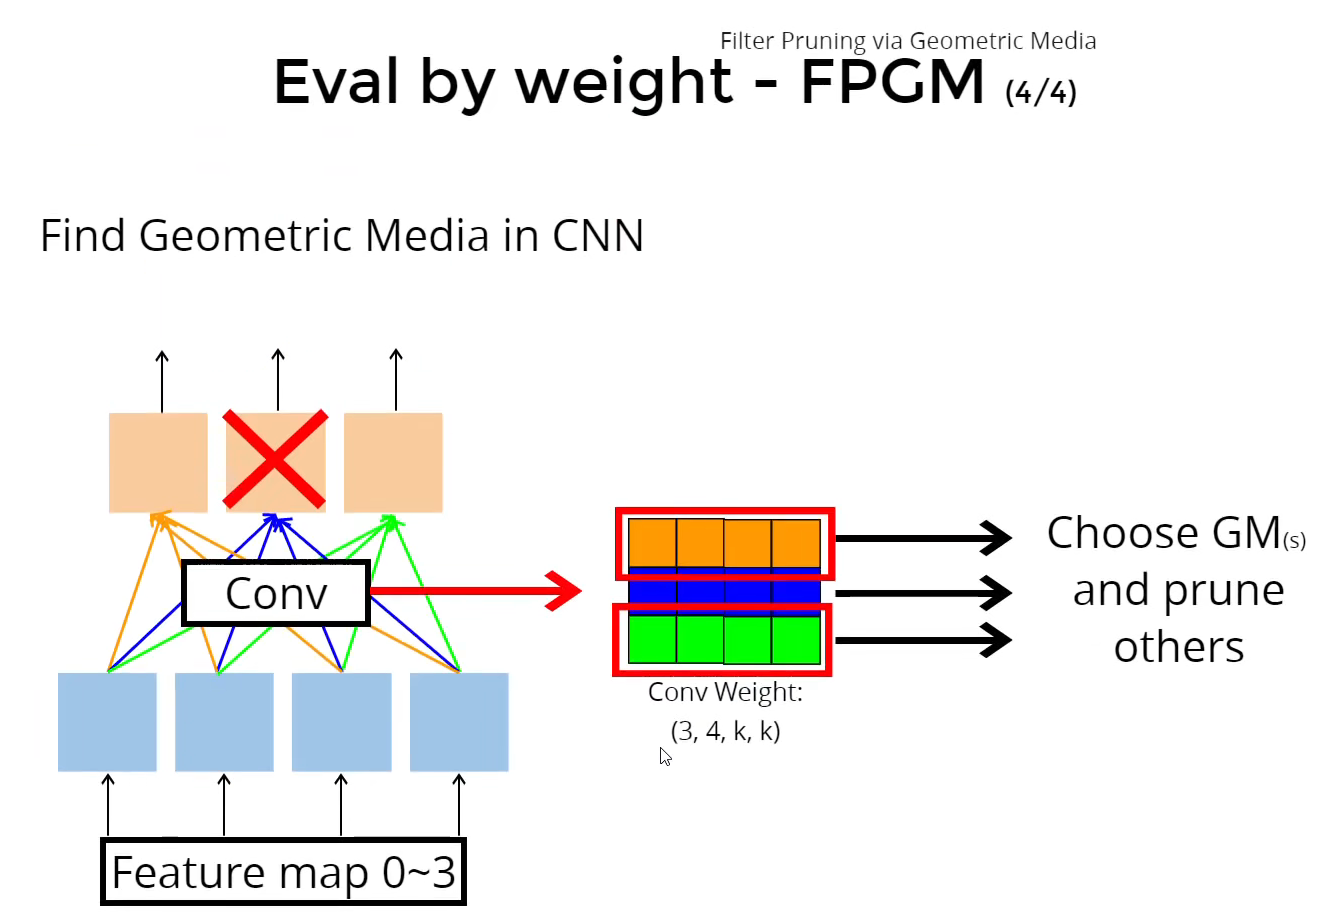 Filter Pruning via Geometric Media
Eval by weight - FPGM (4/4)
Find Geometric Media in CNN
Conv
Feature map 0~3
Conv Weight:
(3, 4, k, k)
Choose GM(s)
and prune
others